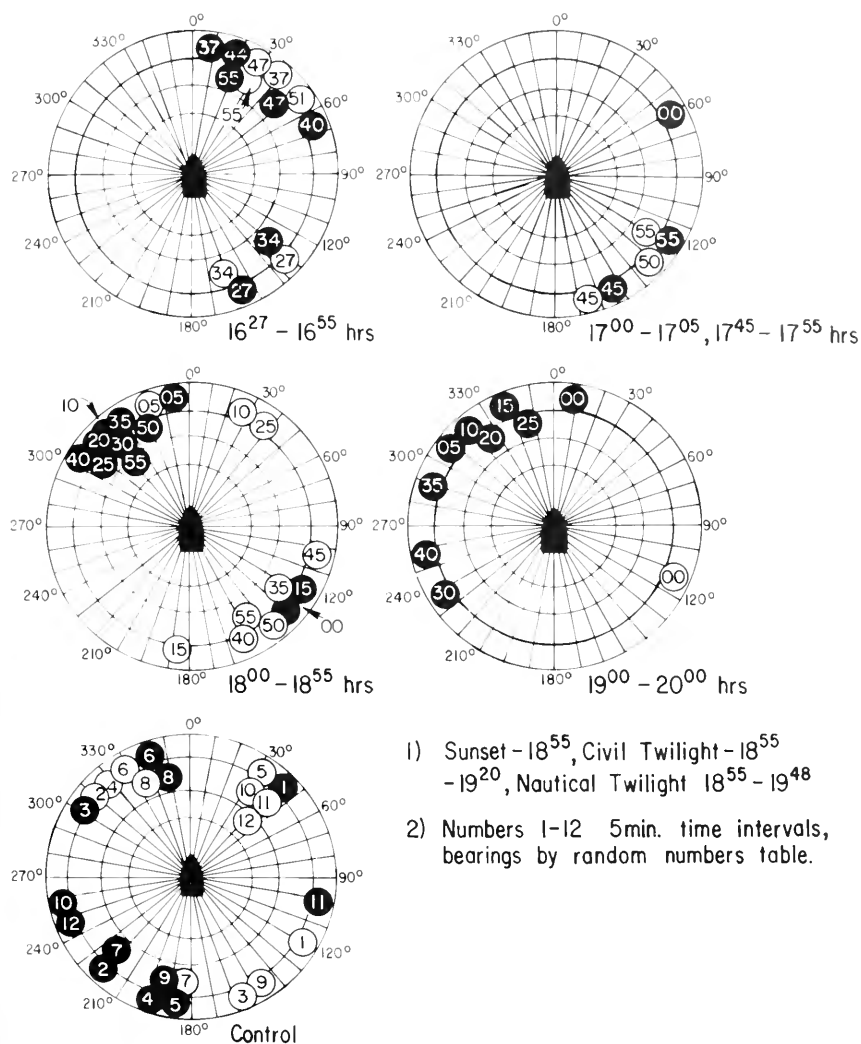 0°
330° 30°
37 44 47 37
55 47 51
55 40
300° 60°
270° 90°
34 27
34 27
240° 120°
210°
180° 16²⁷ – 16⁵⁵ hrs
0°
330° 30°
300° 60°
00
270° 90°
55 55
50
45 45
240° 120°
210°
180° 17⁰⁰ – 17⁰⁵, 17⁴⁵ – 17⁵⁵ hrs
0°
30°
10 05 05 10
35 50 25
20 30
40 25 55
300° 60°
270° 90°
45
35 15
55 50 00
40
15
240° 120°
210°
180° 18⁰⁰ – 18⁵⁵ hrs
0°
330° 30°
15 00
10 25
05 20
35
300° 60°
270° 90°
40
30 00
240° 120°
210°
180° 19⁰⁰ – 20⁰⁰ hrs
0°
330° 30°
6 6 5
4 8 8 10 1
2 11
3 12
300° 60°
270° 90°
10 11
12
7 1
2 9 7 9
4 5 3
240° 120°
210°
180° Control
1) Sunset – 18⁵⁵, Civil Twilight – 18⁵⁵
– 19²⁰, Nautical Twilight 18⁵⁵ – 19⁴⁸
2) Numbers 1–12 5min. time intervals,
bearings by random numbers table.